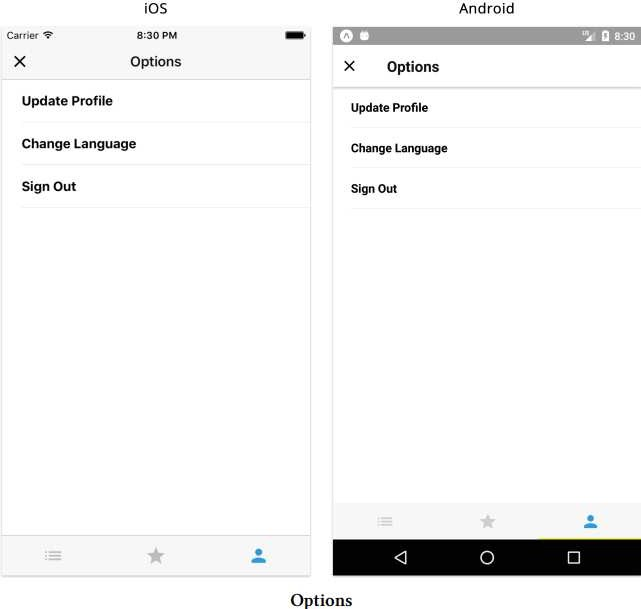 iOS
Android
Carrier 8:30 PM
8:30
Options
Options
Update Profile
Update Profile
Change Language
Change Language
Sign Out
Sign Out
Options